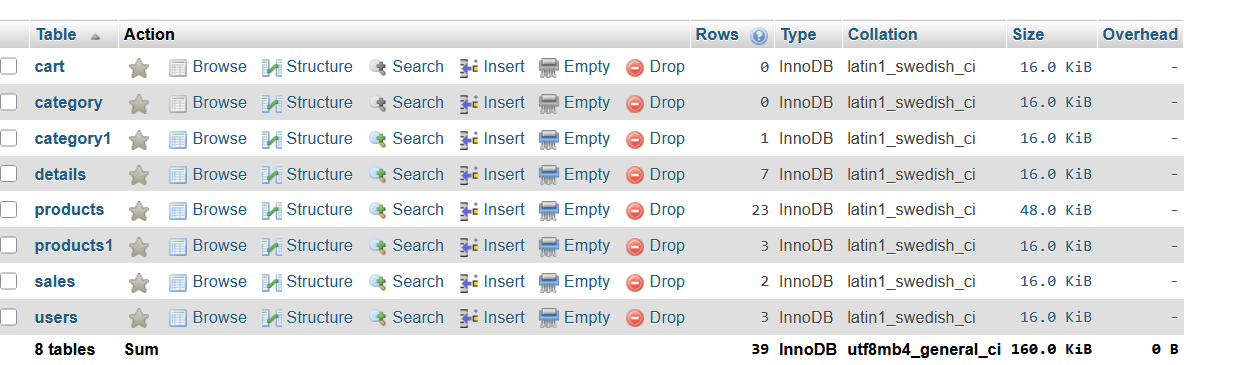 Table Action Rows Type Collation Size Overhead
cart Browse Structure Search Insert Empty Drop 0 InnoDB latin1_swedish_ci 16.0 KiB -
category Browse Structure Search Insert Empty Drop 0 InnoDB latin1_swedish_ci 16.0 KiB -
category1 Browse Structure Search Insert Empty Drop 1 InnoDB latin1_swedish_ci 16.0 KiB -
details Browse Structure Search Insert Empty Drop 7 InnoDB latin1_swedish_ci 16.0 KiB -
products Browse Structure Search Insert Empty Drop 23 InnoDB latin1_swedish_ci 48.0 KiB -
products1 Browse Structure Search Insert Empty Drop 3 InnoDB latin1_swedish_ci 16.0 KiB -
sales Browse Structure Search Insert Empty Drop 2 InnoDB latin1_swedish_ci 16.0 KiB -
users Browse Structure Search Insert Empty Drop 3 InnoDB latin1_swedish_ci 16.0 KiB -
8 tables Sum 39 InnoDB utf8mb4_general_ci 160.0 KiB 0 B